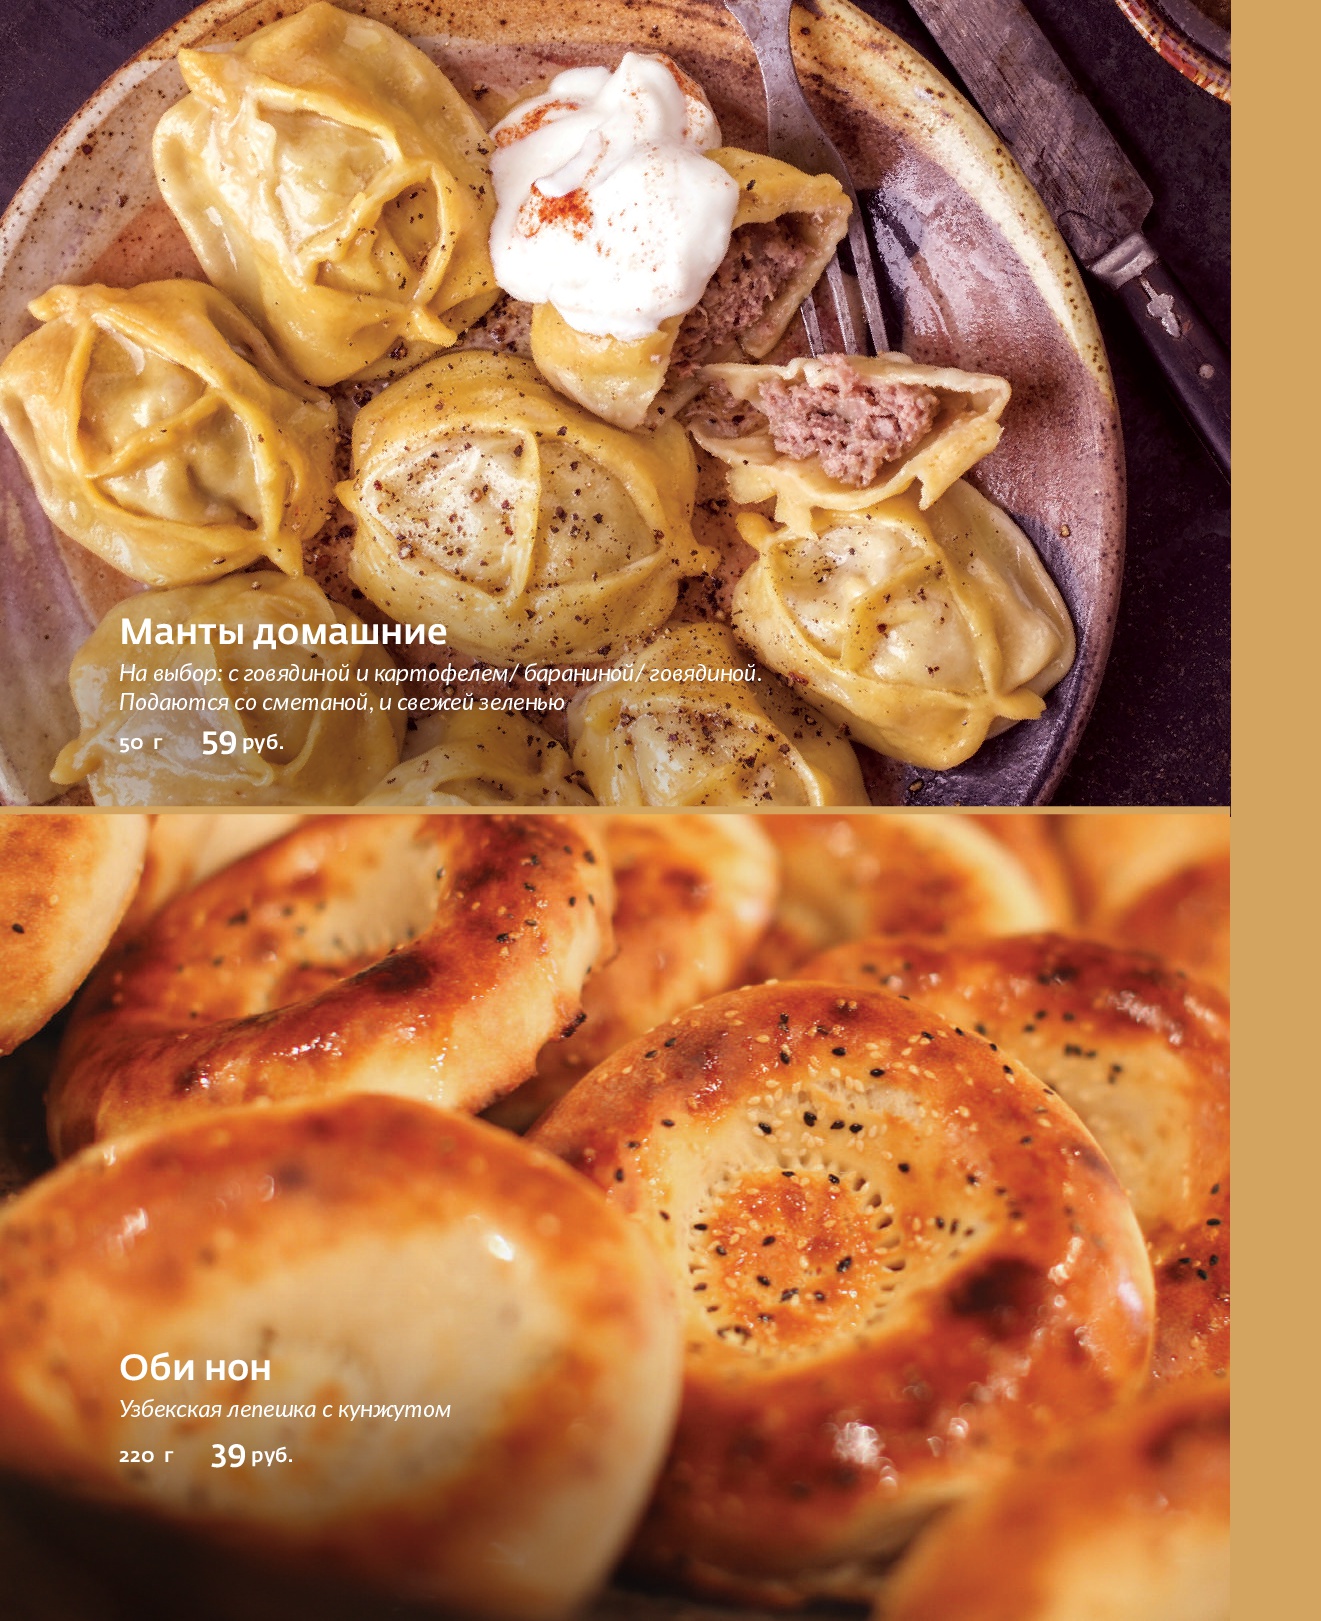 Манты домашние
На выбор: с говядиной и картофелем/ бараниной/ говядиной.
Подаются со сметаной, и свежей зеленью
50 г 59 руб.
Оби нон
Узбекская лепешка с кунжутом
220 г 39 руб.